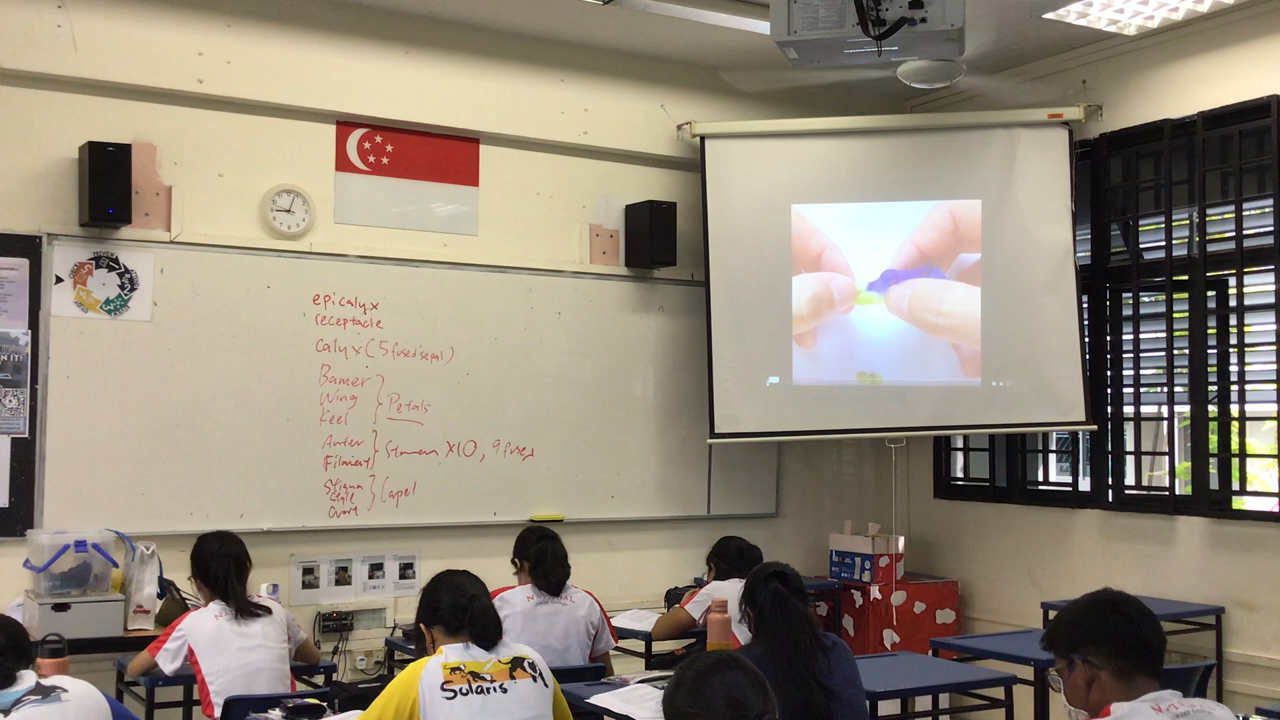 epicalyx
receptacle
calyx (5 fused sepal)
Banner
Wing
Keel
Petals
Anter
Filament
Stamen x10, 9 fused
Stigma
Style
Ovary
Carpel
Solaris